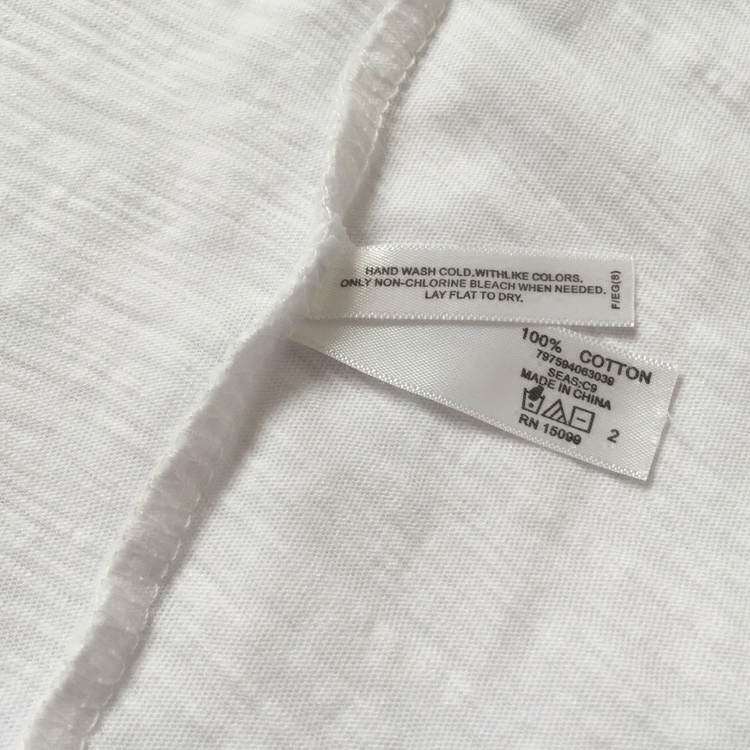 HAND WASH COLD.WITHLIKE COLORS.
ONLY NON-CHLORINE BLEACH WHEN NEEDED.
LAY FLAT TO DRY.
F/EG(8)
100% COTTON
797594063039
SEAS:C9
MADE IN CHINA
RN 15099
2